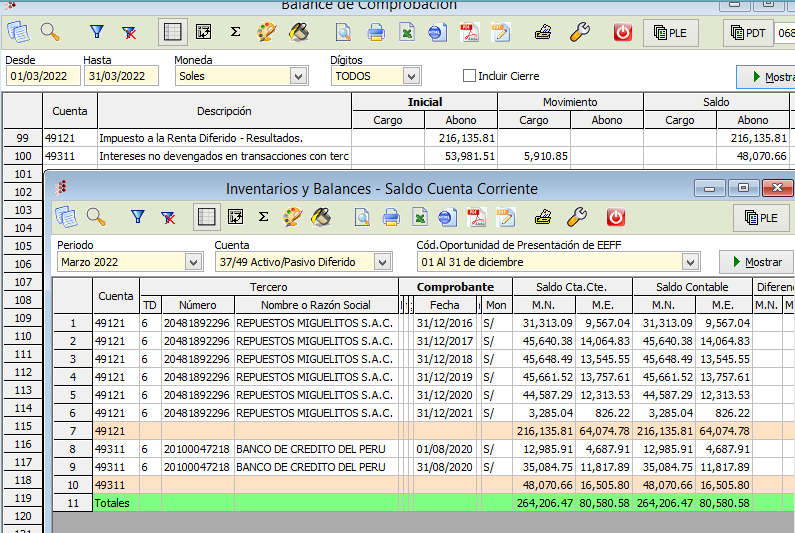 Balance de Comprobación
PLE PDT 068
Desde Hasta Moneda Dígitos
01/03/2022 31/03/2022 Soles TODOS Incluir Cierre Mostra
Cuenta Descripción Inicial Movimiento Saldo
Cargo Abono Cargo Abono Cargo Abono
99 49121 Impuesto a la Renta Diferido - Resultados. 216,135.81 216,135.81
100 49311 Intereses no devengados en transacciones con terc 53,981.51 5,910.85 48,070.66
101
102
103
104
105
106
107
108
109
110
111
112
113
114
115
116
117
118
119
120
Inventarios y Balances - Saldo Cuenta Corriente
PLE
Periodo Cuenta Cód.Oportunidad de Presentación de EEFF
Marzo 2022 37/49 Activo/Pasivo Diferido 01 Al 31 de diciembre Mostrar
Cuenta Tercero Comprobante Saldo Cta.Cte. Saldo Contable Diferenc
TD Número Nombre o Razón Social Fecha Mon M.N. M.E. M.N. M.E. M.N. M
1 49121 6 20481892296 REPUESTOS MIGUELITOS S.A.C. 31/12/2016 S/ 31,313.09 9,567.04 31,313.09 9,567.04
2 49121 6 20481892296 REPUESTOS MIGUELITOS S.A.C. 31/12/2017 S/ 45,640.38 14,064.83 45,640.38 14,064.83
3 49121 6 20481892296 REPUESTOS MIGUELITOS S.A.C. 31/12/2018 S/ 45,648.49 13,545.55 45,648.49 13,545.55
4 49121 6 20481892296 REPUESTOS MIGUELITOS S.A.C. 31/12/2019 S/ 45,661.52 13,757.61 45,661.52 13,757.61
5 49121 6 20481892296 REPUESTOS MIGUELITOS S.A.C. 31/12/2020 S/ 44,587.29 12,313.53 44,587.29 12,313.53
6 49121 6 20481892296 REPUESTOS MIGUELITOS S.A.C. 31/12/2021 S/ 3,285.04 826.22 3,285.04 826.22
7 49121 216,135.81 64,074.78 216,135.81 64,074.78
8 49311 6 20100047218 BANCO DE CREDITO DEL PERU 01/08/2020 S/ 12,985.91 4,687.91 12,985.91 4,687.91
9 49311 6 20100047218 BANCO DE CREDITO DEL PERU 31/08/2020 S/ 35,084.75 11,817.89 35,084.75 11,817.89
10 49311 48,070.66 16,505.80 48,070.66 16,505.80
11 Totales 264,206.47 80,580.58 264,206.47 80,580.58